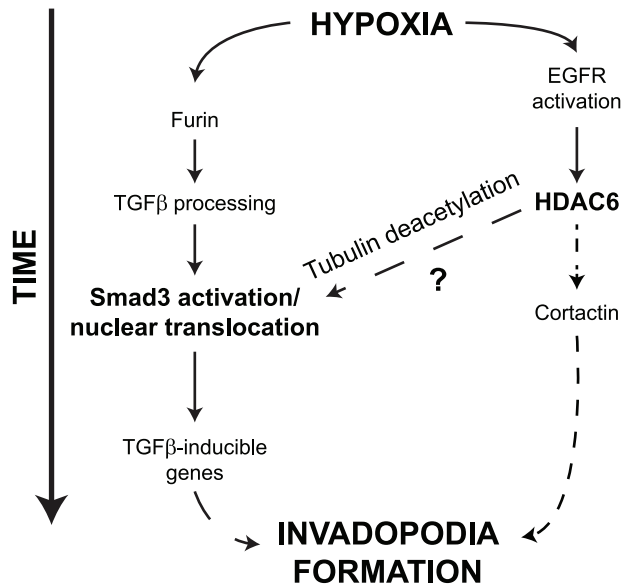 HYPOXIA
EGFR
activation
Furin
TGFβ processing
HDAC6
Tubulin deacetylation
?
Smad3 activation/
nuclear translocation
Cortactin
TGFβ-inducible
genes
INVADOPODIA
FORMATION
TIME